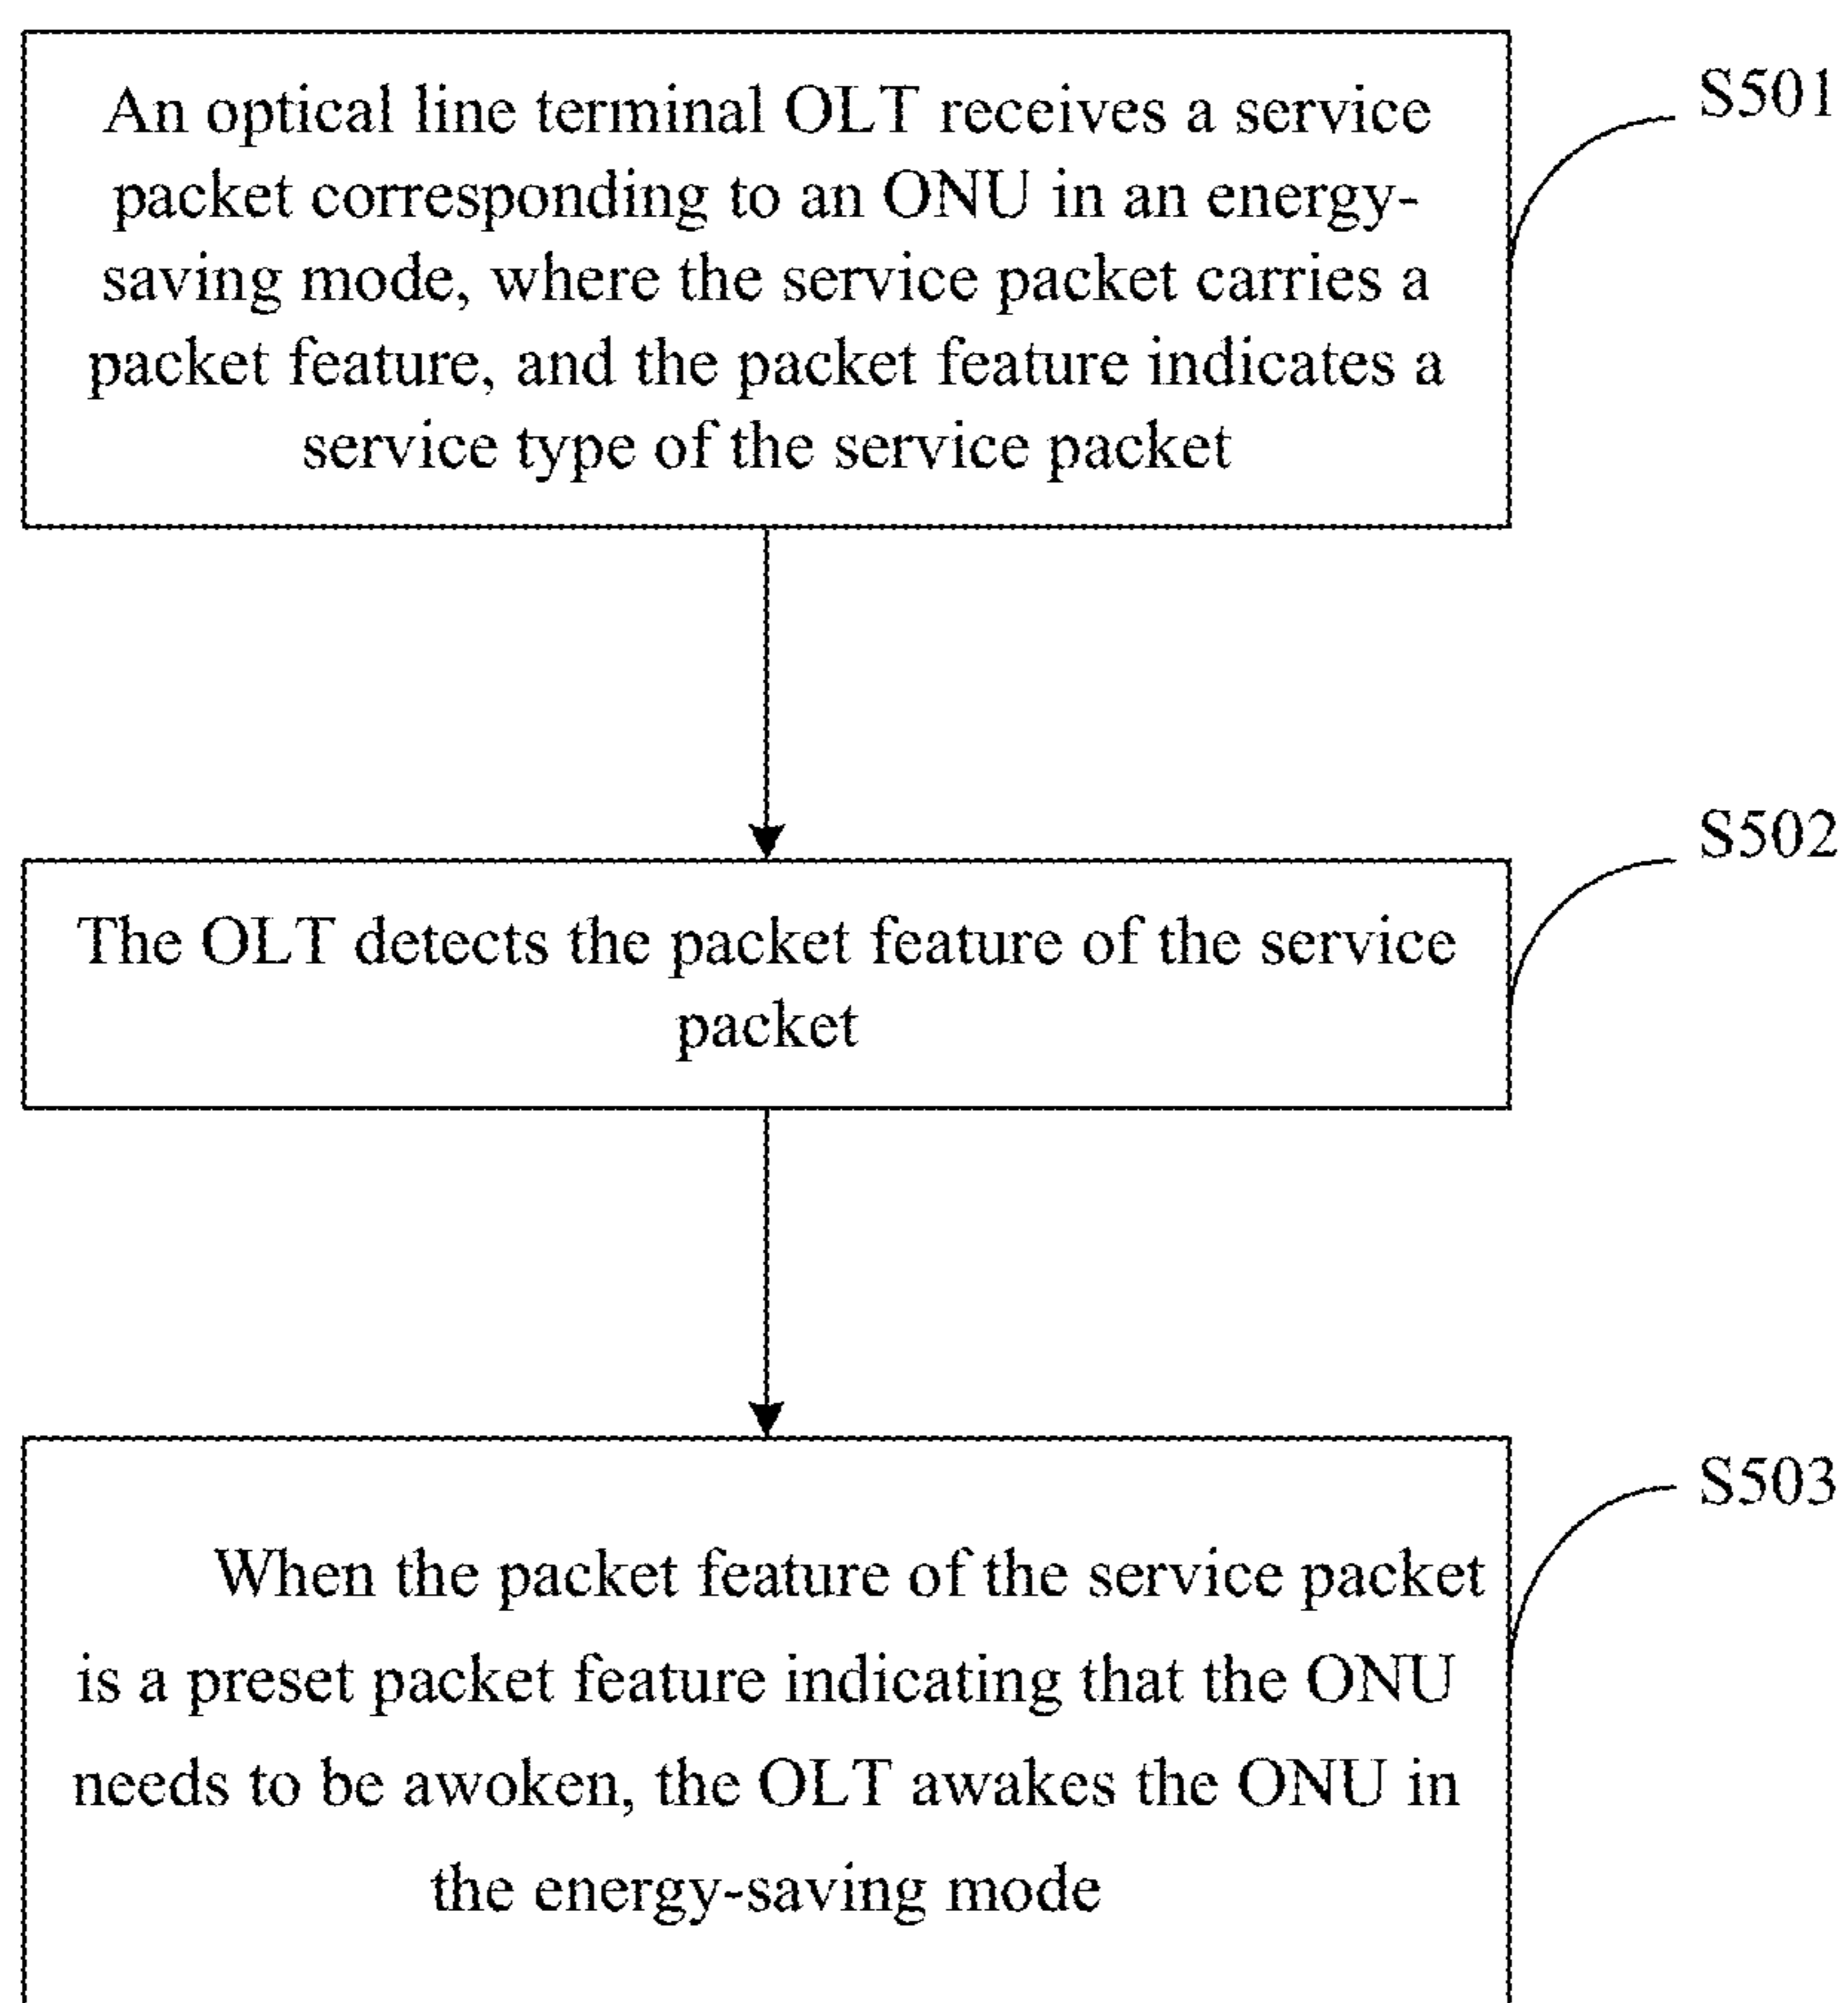 An optical line terminal OLT receives a service
packet corresponding to an ONU in an energy-
saving mode, where the service packet carries a
packet feature, and the packet feature indicates a
service type of the service packet
S501
The OLT detects the packet feature of the service
packet
S502
When the packet feature of the service packet
is a preset packet feature indicating that the ONU
needs to be awoken, the OLT awakes the ONU in
the energy-saving mode
S503